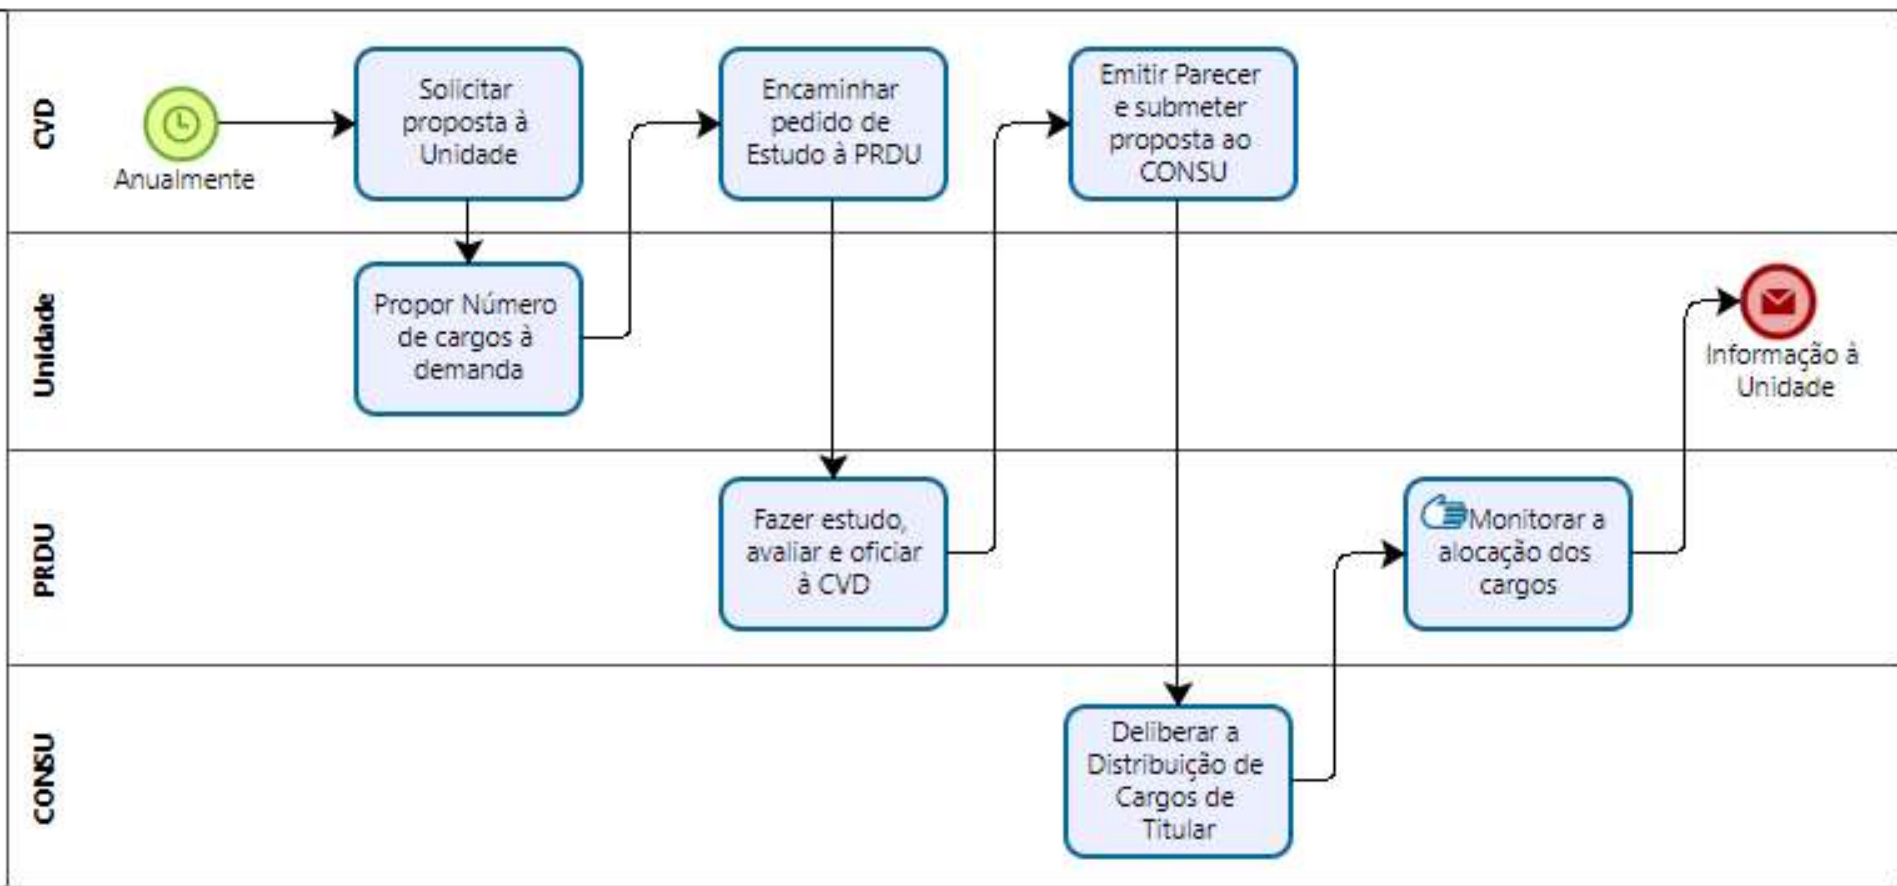 CVD
Anualmente
Solicitar
proposta à
Unidade
Encaminhar
pedido de
Estudo à PRDU
Emitir Parecer
e submeter
proposta ao
CONSU
Unidade
Propor Número
de cargos à
demanda
Informação à
Unidade
PRDU
Fazer estudo,
avaliar e oficiar
à CVD
Monitorar a
alocação dos
cargos
CONSU
Deliberar a
Distribuição de
Cargos de
Titular